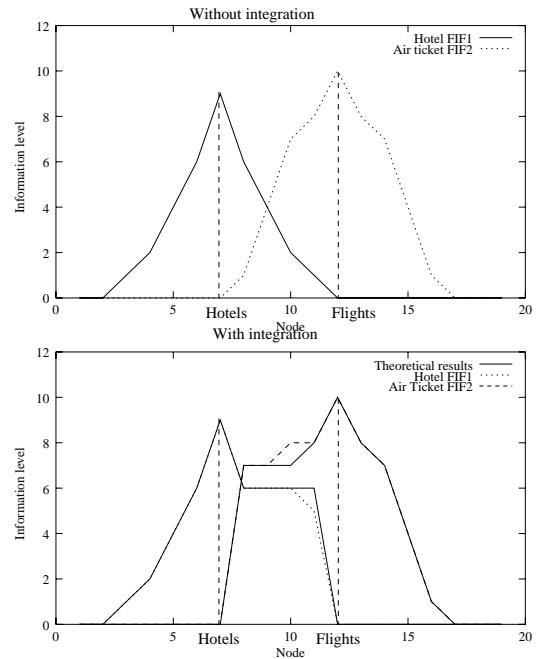 Without integration
12
10
8
6
4
2
0
Information level
Hotel FIF1
Air ticket FIF2
0 5 10 15 20
Hotels Flights
Node
With integration
12
10
8
6
4
2
0
Information level
Theoretical results
Hotel FIF1
Air Ticket FIF2
0 5 10 15 20
Hotels Flights
Node